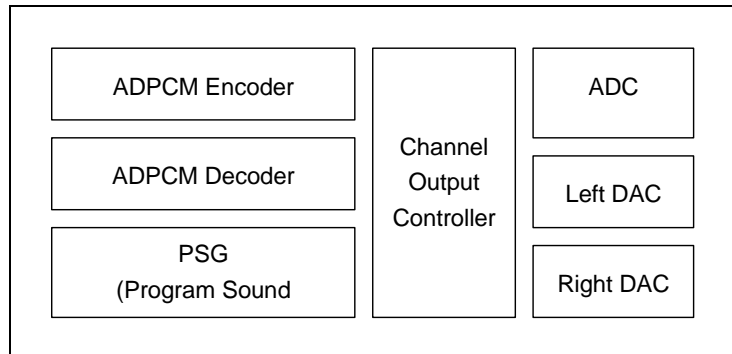 ADPCM Encoder
ADPCM Decoder
PSG
(Program Sound
Channel
Output
Controller
ADC
Left DAC
Right DAC